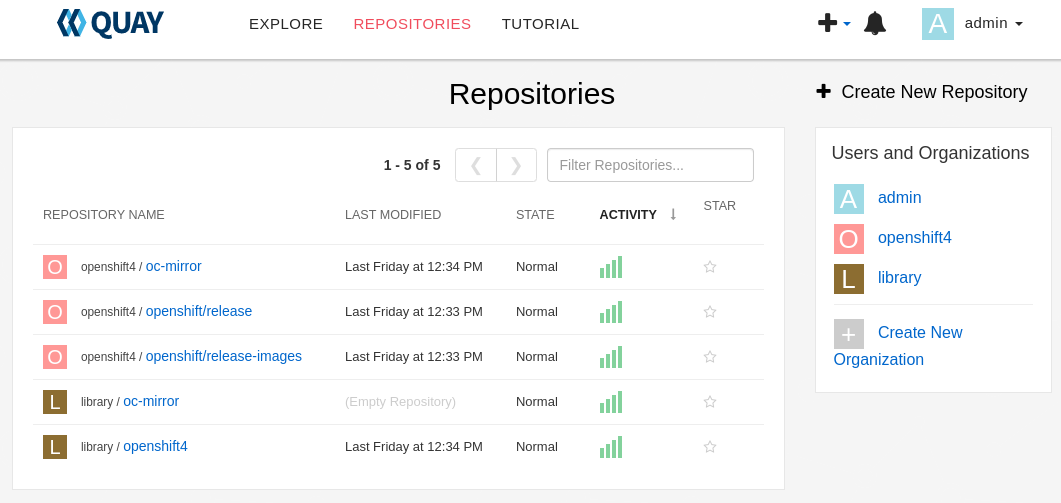 QUAY EXPLORE REPOSITORIES TUTORIAL A admin
Repositories
Create New Repository
1 - 5 of 5 Filter Repositories...
REPOSITORY NAME LAST MODIFIED STATE ACTIVITY STAR
O openshift4 / oc-mirror Last Friday at 12:34 PM Normal
O openshift4 / openshift/release Last Friday at 12:33 PM Normal
O openshift4 / openshift/release-images Last Friday at 12:33 PM Normal
L library / oc-mirror (Empty Repository) Normal
L library / openshift4 Last Friday at 12:34 PM Normal
Users and Organizations
A admin
O openshift4
L library
+ Create New
Organization